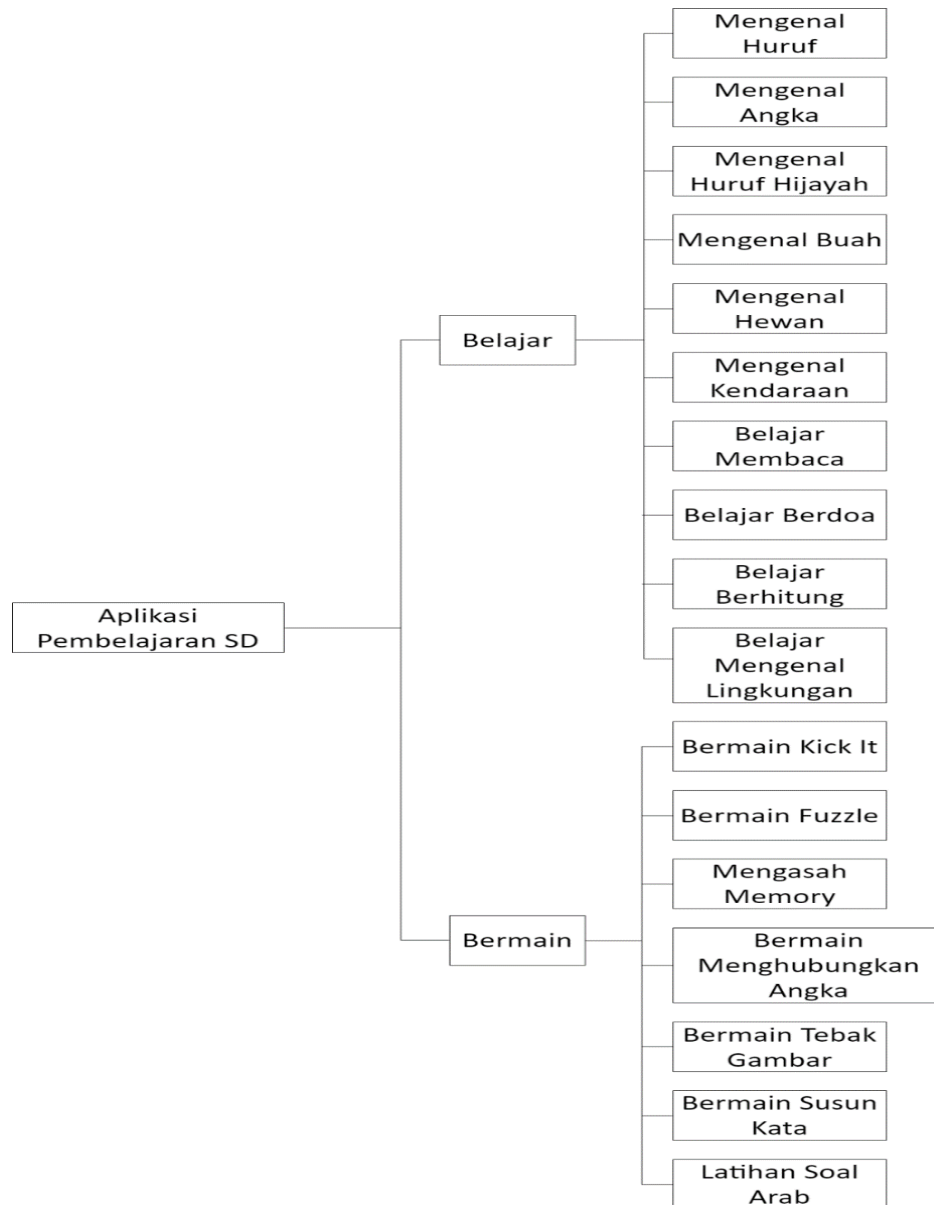 Mengenal
Huruf
Mengenal
Angka
Mengenal
Huruf Hijayah
Mengenal Buah
Mengenal
Hewan
Belajar
Mengenal
Kendaraan
Belajar
Membaca
Belajar Berdoa
Belajar
Berhitung
Aplikasi
Pembelajaran SD
Belajar
Mengenal
Lingkungan
Bermain Kick It
Bermain Fuzzle
Mengasah
Memory
Bermain
Bermain
Menghubungkan
Angka
Bermain Tebak
Gambar
Bermain Susun
Kata
Latihan Soal
Arab